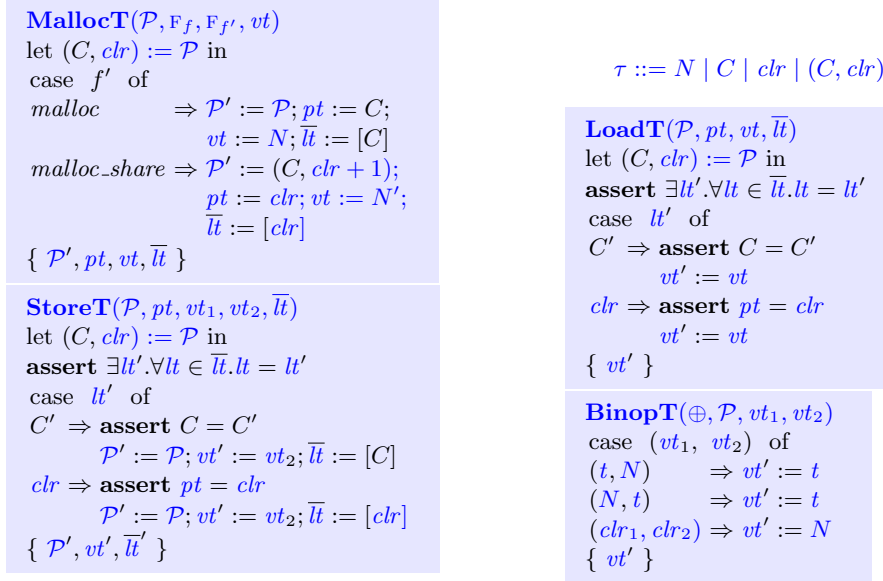 MallocT(𝒫, F_f, F_f′, vt)
let (C, clr) := 𝒫 in
case f′ of
malloc ⇒ 𝒫′ := 𝒫; pt := C;
vt := N; l̅t̅ := [C]
malloc_share ⇒ 𝒫′ := (C, clr + 1);
pt := clr; vt := N′;
l̅t̅ := [clr]
{ 𝒫′, pt, vt, l̅t̅ }
StoreT(𝒫, pt, vt₁, vt₂, l̅t̅)
let (C, clr) := 𝒫 in
assert ∃lt′.∀lt ∈ l̅t̅.lt = lt′
case lt′ of
C′ ⇒ assert C = C′
𝒫′ := 𝒫; vt′ := vt₂; l̅t̅ := [C]
clr ⇒ assert pt = clr
𝒫′ := 𝒫; vt′ := vt₂; l̅t̅ := [clr]
{ 𝒫′, vt′, l̅t̅′ }
τ ::= N | C | clr | (C, clr)
LoadT(𝒫, pt, vt, l̅t̅)
let (C, clr) := 𝒫 in
assert ∃lt′.∀lt ∈ l̅t̅.lt = lt′
case lt′ of
C′ ⇒ assert C = C′
vt′ := vt
clr ⇒ assert pt = clr
vt′ := vt
{ vt′ }
BinopT(⊕, 𝒫, vt₁, vt₂)
case (vt₁, vt₂) of
(t, N) ⇒ vt′ := t
(N, t) ⇒ vt′ := t
(clr₁, clr₂) ⇒ vt′ := N
{ vt′ }